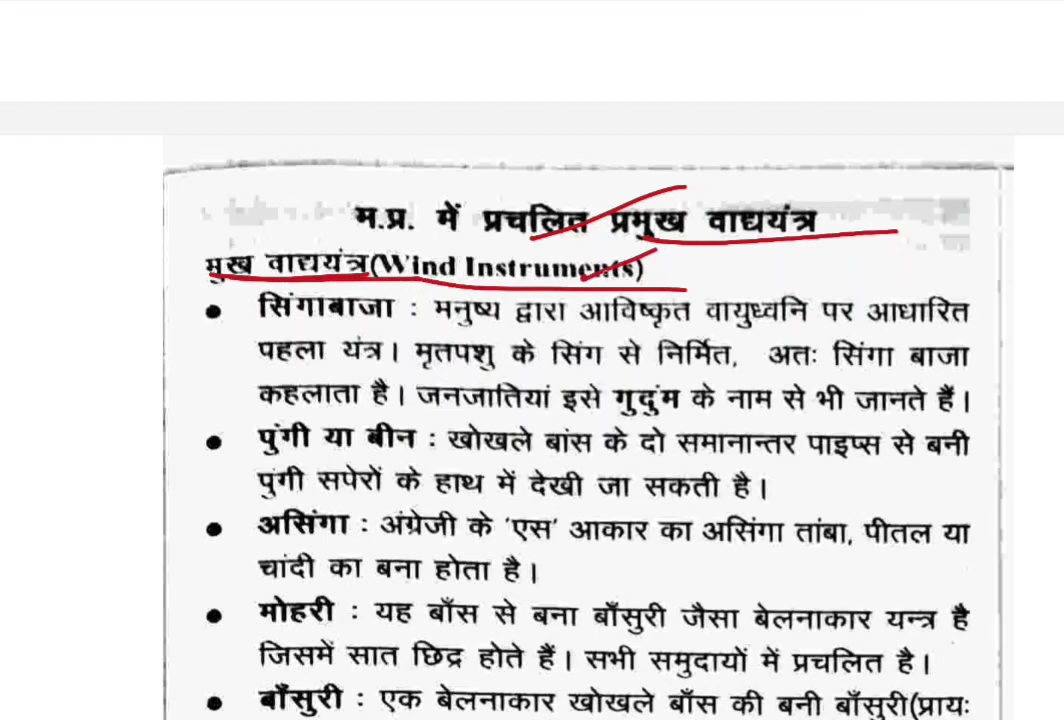 म.प्र. में प्रचलित प्रमुख वाद्ययंत्र
मुख वाद्ययंत्र(Wind Instruments)
● सिंगाबाजा : मनुष्य द्वारा आविष्कृत वायुध्वनि पर आधारित
पहला यंत्र। मृतपशु के सिंग से निर्मित, अतः सिंगा बाजा
कहलाता है। जनजातियां इसे गुदुंम के नाम से भी जानते हैं।
● पुंगी या बीन : खोखले बांस के दो समानान्तर पाइप्स से बनी
पुंगी सपेरों के हाथ में देखी जा सकती है।
● असिंगा : अंग्रेजी के 'एस' आकार का असिंगा तांबा, पीतल या
चांदी का बना होता है।
● मोहरी : यह बाँस से बना बाँसुरी जैसा बेलनाकार यन्त्र है
जिसमें सात छिद्र होते हैं। सभी समुदायों में प्रचलित है।
● बाँसुरी : एक बेलनाकार खोखले बाँस की बनी बाँसुरी(प्रायः